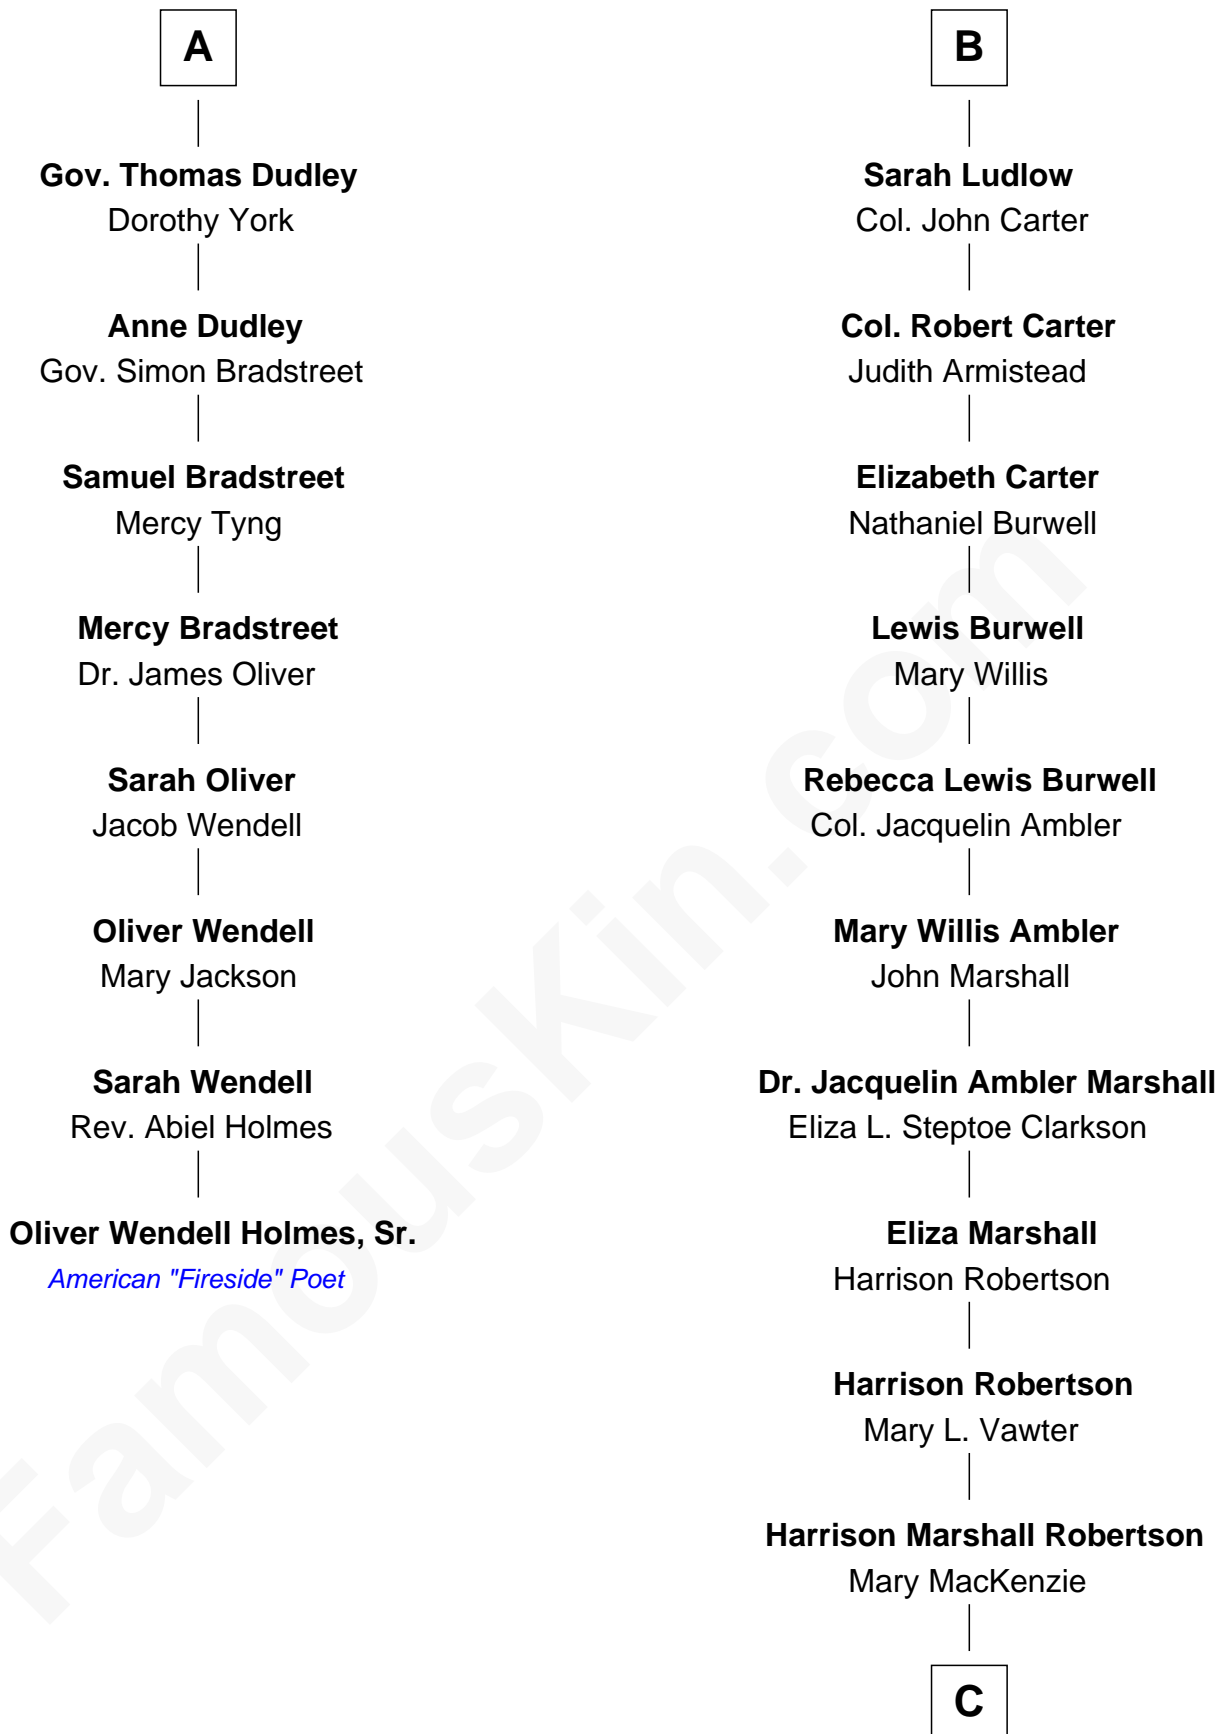 A
Gov. Thomas Dudley
Dorothy York
Anne Dudley
Gov. Simon Bradstreet
Samuel Bradstreet
Mercy Tyng
Mercy Bradstreet
Dr. James Oliver
Sarah Oliver
Jacob Wendell
Oliver Wendell
Mary Jackson
Sarah Wendell
Rev. Abiel Holmes
Oliver Wendell Holmes, Sr.
American "Fireside" Poet
B
Sarah Ludlow
Col. John Carter
Col. Robert Carter
Judith Armistead
Elizabeth Carter
Nathaniel Burwell
Lewis Burwell
Mary Willis
Rebecca Lewis Burwell
Col. Jacquelin Ambler
Mary Willis Ambler
John Marshall
Dr. Jacquelin Ambler Marshall
Eliza L. Steptoe Clarkson
Eliza Marshall
Harrison Robertson
Harrison Robertson
Mary L. Vawter
Harrison Marshall Robertson
Mary MacKenzie
C
FamousKin.com